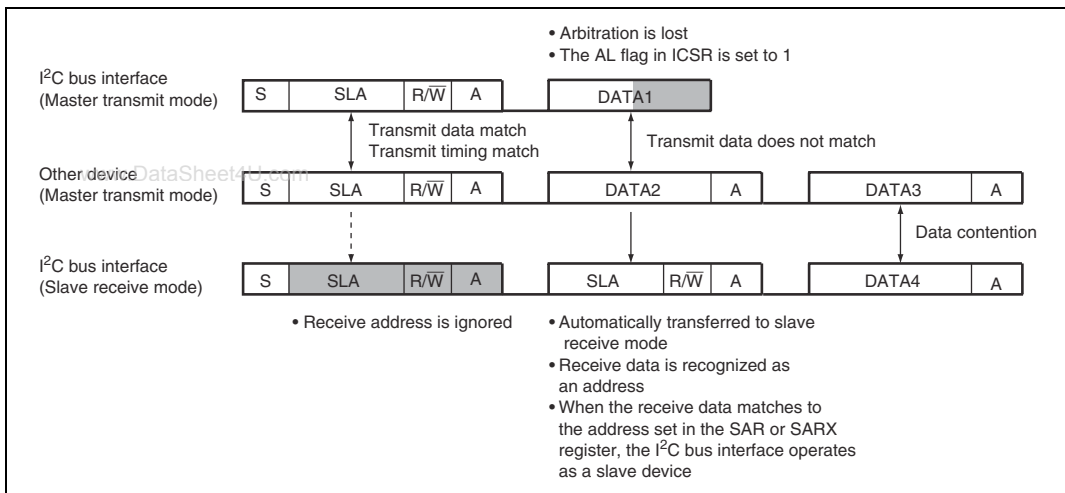 • Arbitration is lost
• The AL flag in ICSR is set to 1
I²C bus interface
(Master transmit mode)
S SLA R/W̅ A DATA1
Transmit data match
Transmit timing match
Transmit data does not match
www.DataSheet4U.com
Other device
(Master transmit mode)
S SLA R/W̅ A DATA2 A DATA3 A
Data contention
I²C bus interface
(Slave receive mode)
S SLA R/W̅ A SLA R/W̅ A DATA4 A
• Receive address is ignored
• Automatically transferred to slave
receive mode
• Receive data is recognized as
an address
• When the receive data matches to
the address set in the SAR or SARX
register, the I²C bus interface operates
as a slave device